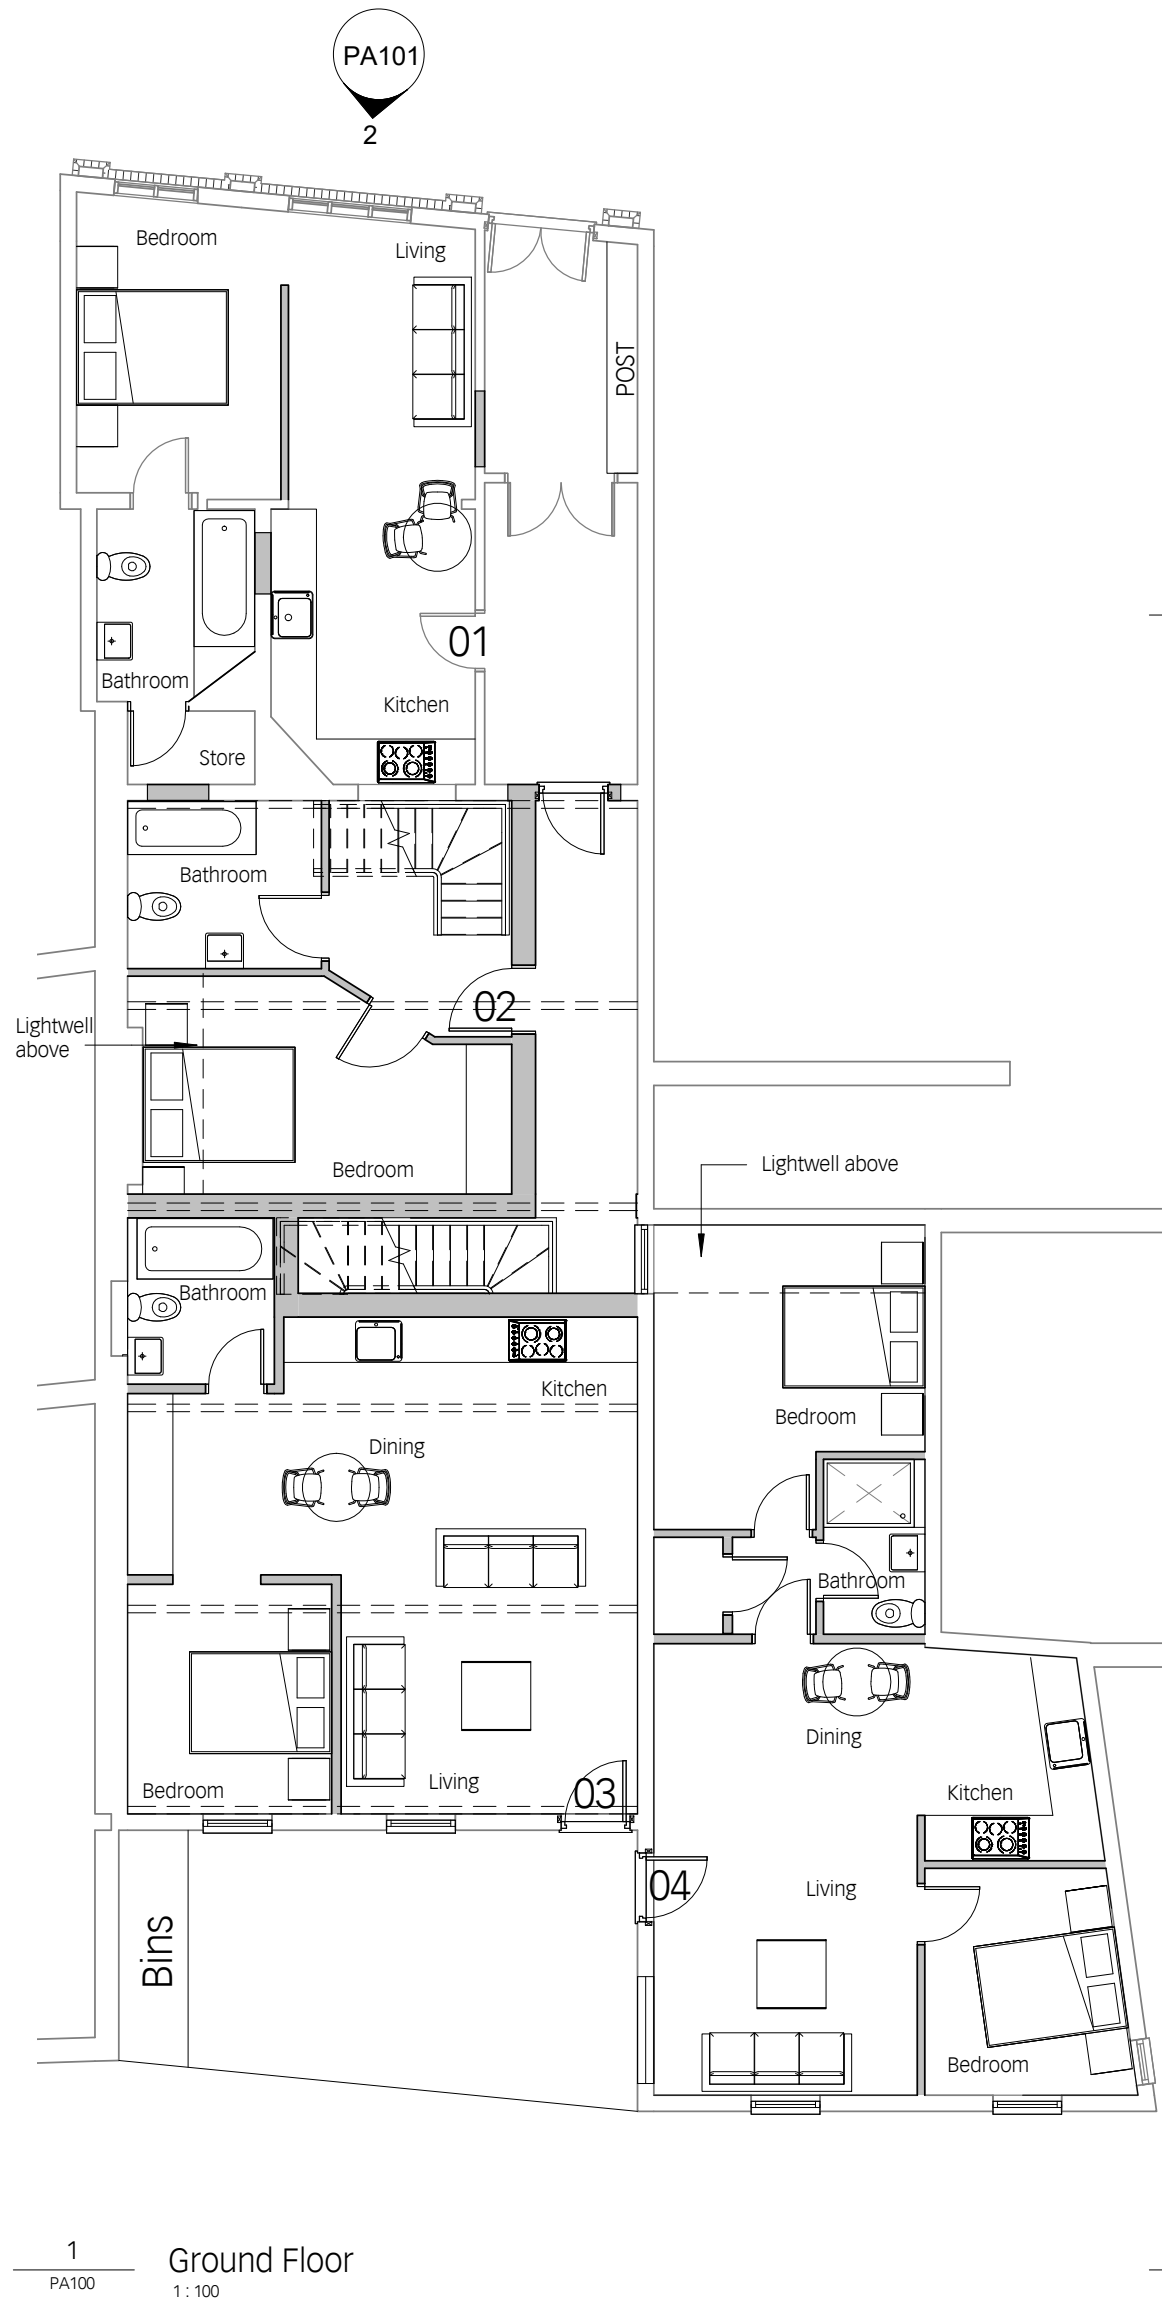 PA101
2
Bedroom
Living
POST
01
Bathroom
Kitchen
Store
Bathroom
02
Lightwell
above
Bedroom
Lightwell above
Bathroom
Kitchen
Bedroom
Dining
Bathroom
Dining
Bedroom
Living
03
Kitchen
04
Living
Bins
Bedroom
1
PA100
Ground Floor
1 : 100